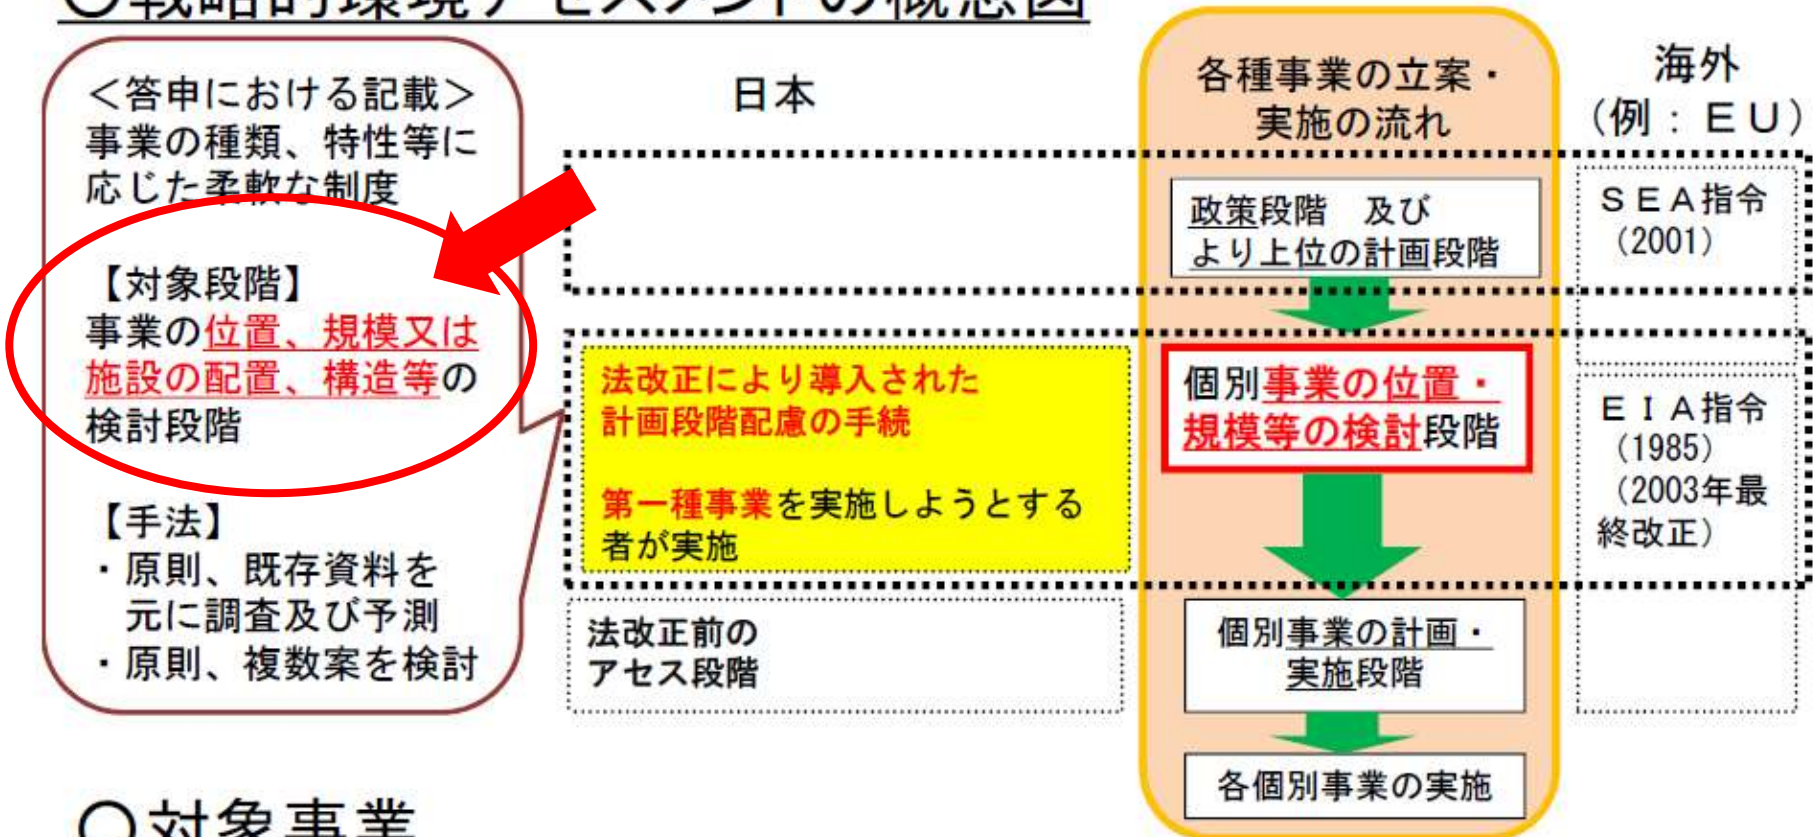 〇戦略的環境アセスメントの概念図
<答申における記載>
事業の種類、特性等に
応じた柔軟な制度
【対象段階】
事業の位置、規模又は
施設の配置、構造等の
検討段階
【手法】
・原則、既存資料を
元に調査及び予測
・原則、複数案を検討
日本
法改正により導入された
計画段階配慮の手続
第一種事業を実施しようとする
者が実施
法改正前の
アセス段階
各種事業の立案・
実施の流れ
政策段階 及び
より上位の計画段階
個別事業の位置・
規模等の検討段階
個別事業の計画・
実施段階
各個別事業の実施
海外
(例:EU)
SEA指令
(2001)
EIA指令
(1985)
(2003年最
終改正)
〇対象事業